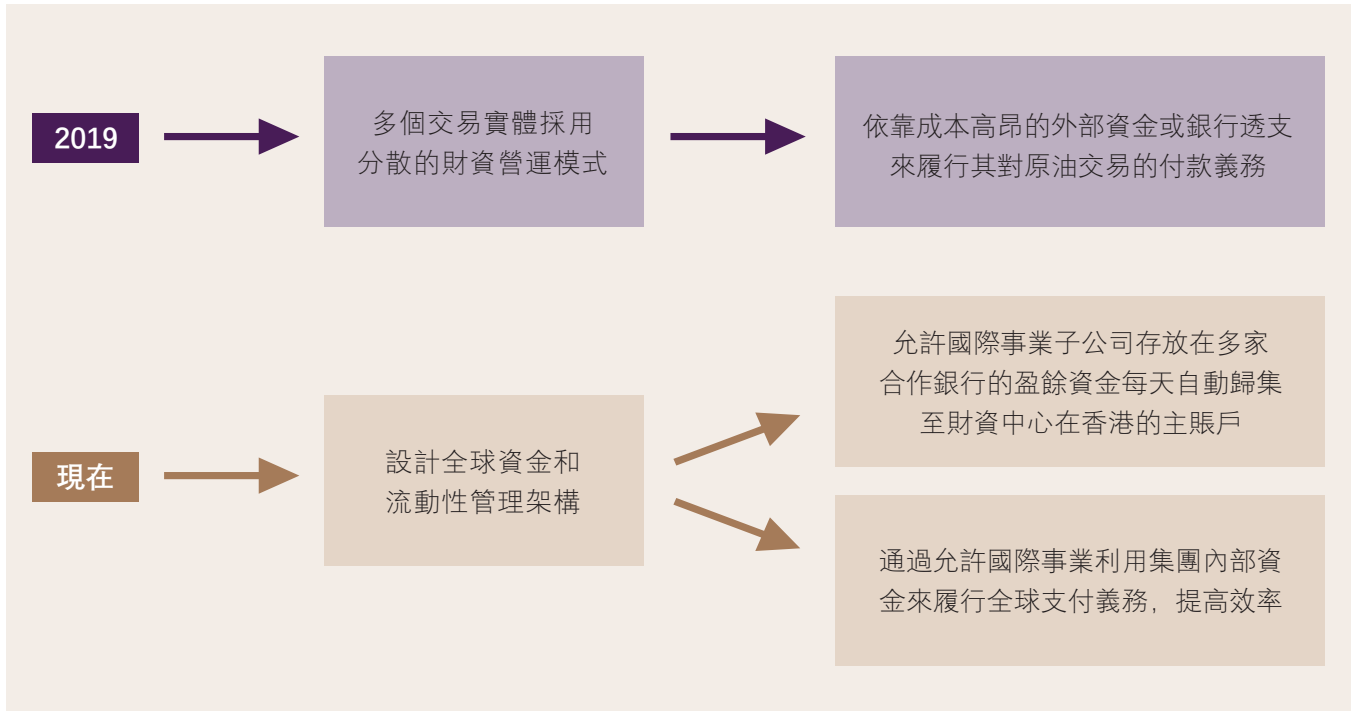 2019
多個交易實體採用
分散的財資營運模式
依靠成本高昂的外部資金或銀行透支
來履行其對原油交易的付款義務
現在
設計全球資金和
流動性管理架構
允許國際事業子公司存放在多家
合作銀行的盈餘資金每天自動歸集
至財資中心在香港的主賬戶
通過允許國際事業利用集團內部資
金來履行全球支付義務，提高效率